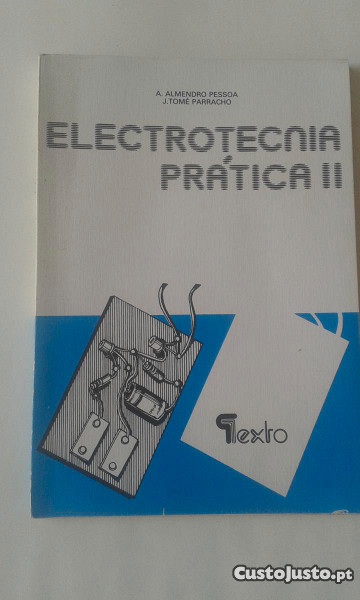 A. ALMENDRO PESSOA
J. TOMÉ PARRACHO
ELECTROTECNIA
PRÁTICA II
Texto
CustoJusto.pt